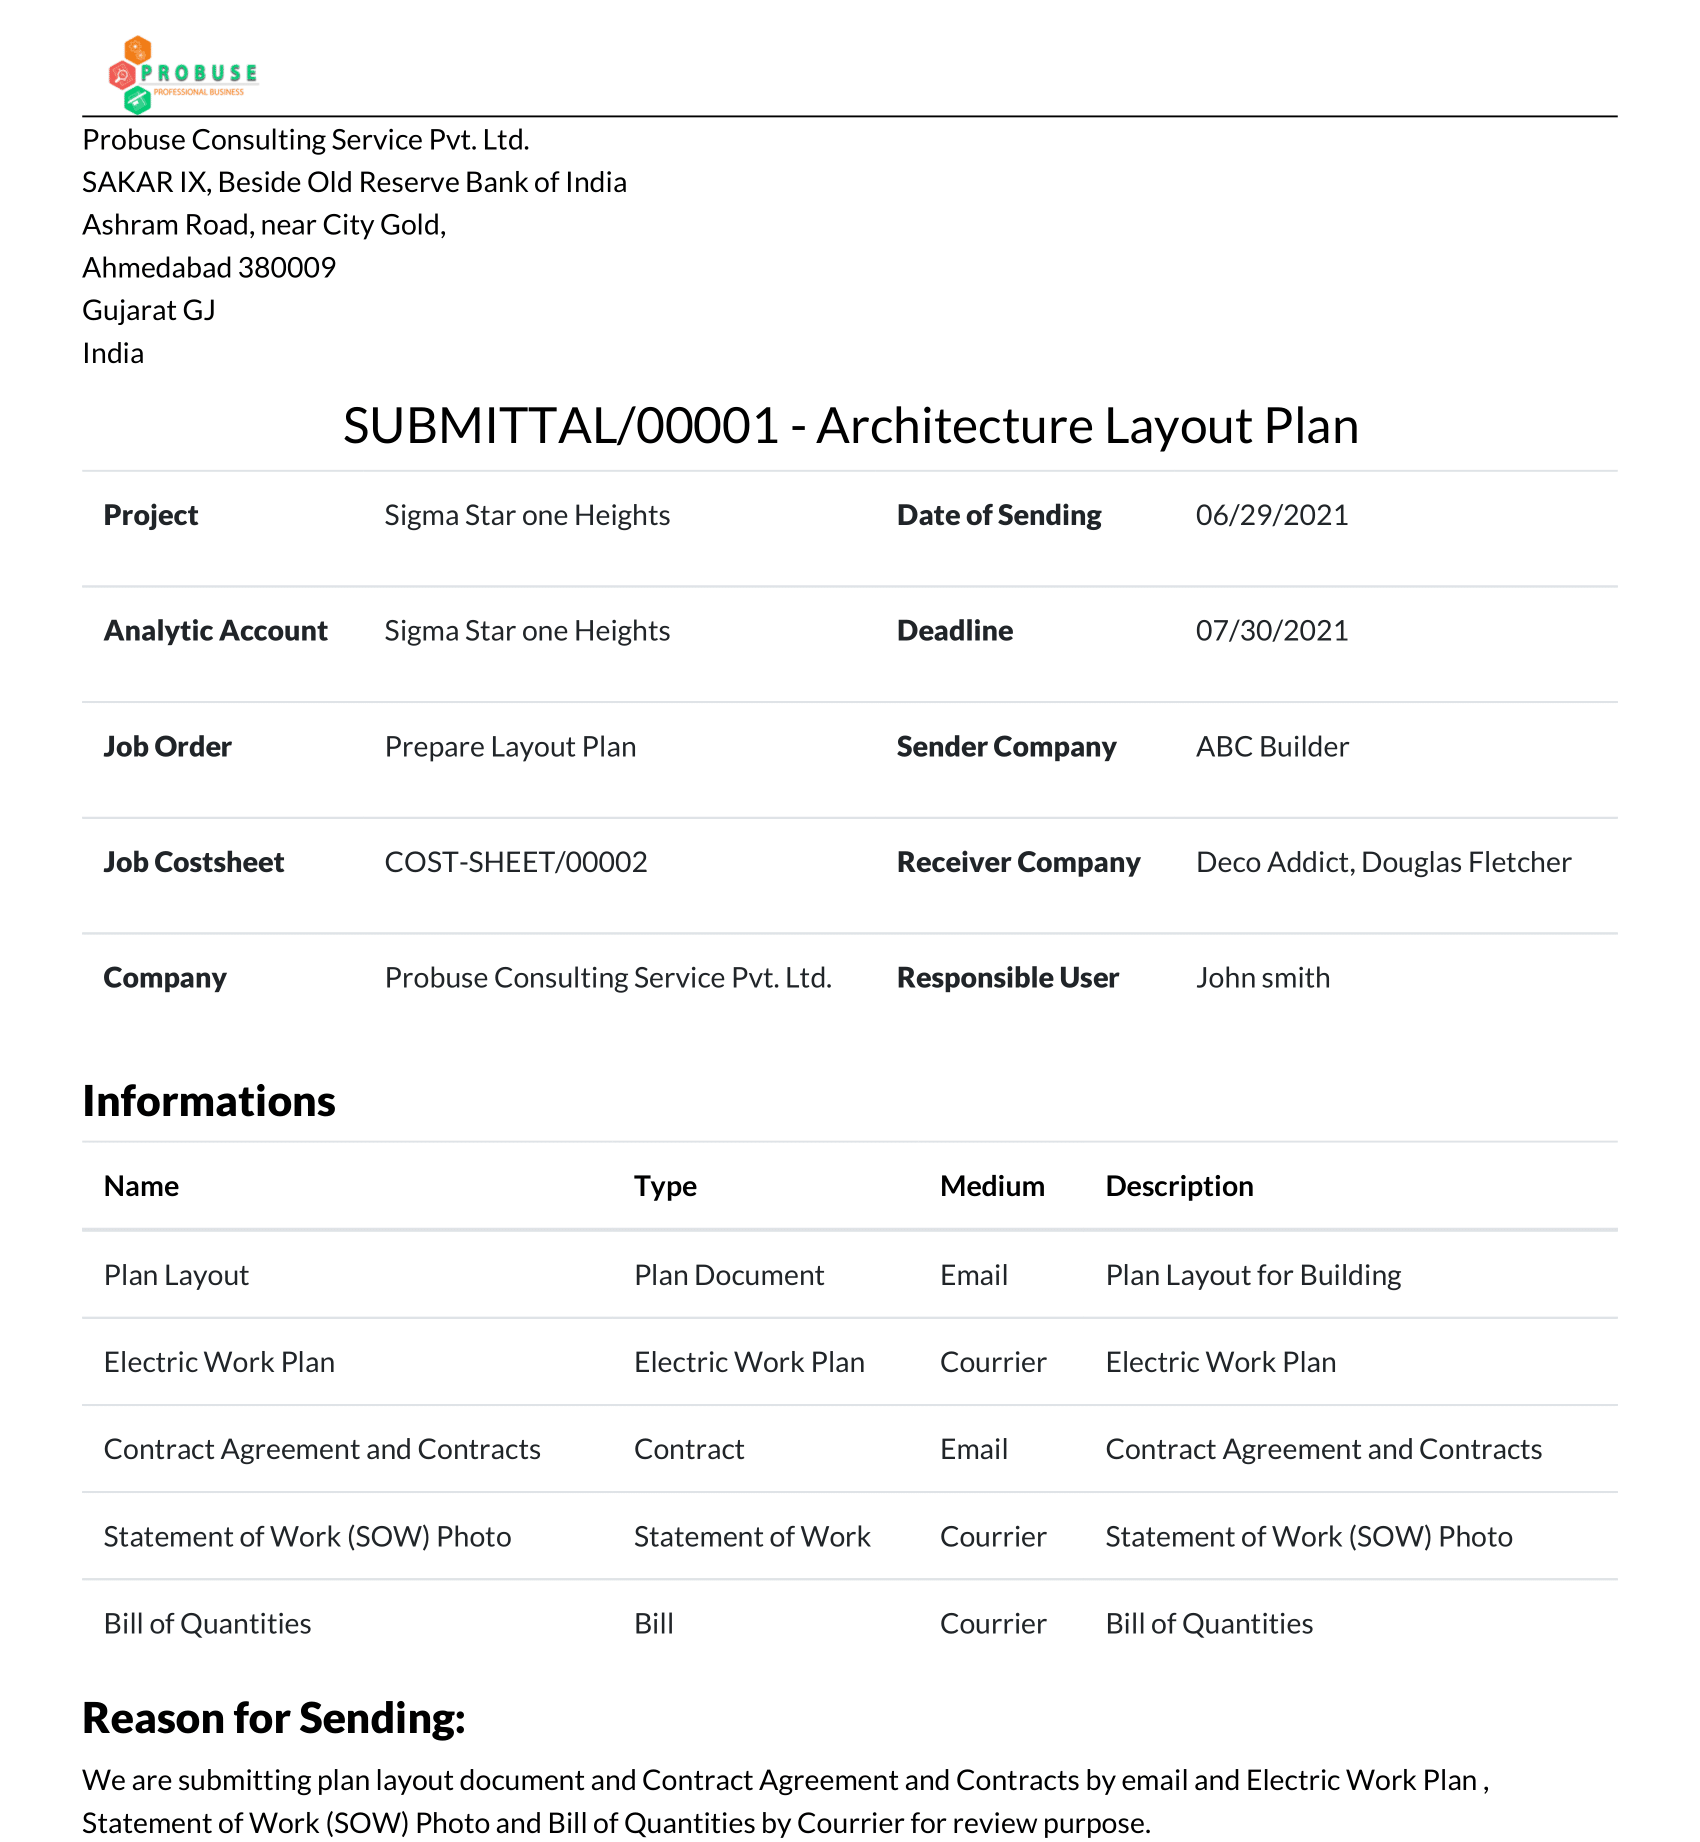 PROBUSE
PROFESSIONAL BUSINESS
Probuse Consulting Service Pvt. Ltd.
SAKAR IX, Beside Old Reserve Bank of India
Ashram Road, near City Gold,
Ahmedabad 380009
Gujarat GJ
India
SUBMITTAL/00001 - Architecture Layout Plan
Project Sigma Star one Heights Date of Sending 06/29/2021
Analytic Account Sigma Star one Heights Deadline 07/30/2021
Job Order Prepare Layout Plan Sender Company ABC Builder
Job Costsheet COST-SHEET/00002 Receiver Company Deco Addict, Douglas Fletcher
Company Probuse Consulting Service Pvt. Ltd. Responsible User John smith
Informations
Name Type Medium Description
Plan Layout Plan Document Email Plan Layout for Building
Electric Work Plan Electric Work Plan Courrier Electric Work Plan
Contract Agreement and Contracts Contract Email Contract Agreement and Contracts
Statement of Work (SOW) Photo Statement of Work Courrier Statement of Work (SOW) Photo
Bill of Quantities Bill Courrier Bill of Quantities
Reason for Sending:
We are submitting plan layout document and Contract Agreement and Contracts by email and Electric Work Plan ,
Statement of Work (SOW) Photo and Bill of Quantities by Courrier for review purpose.